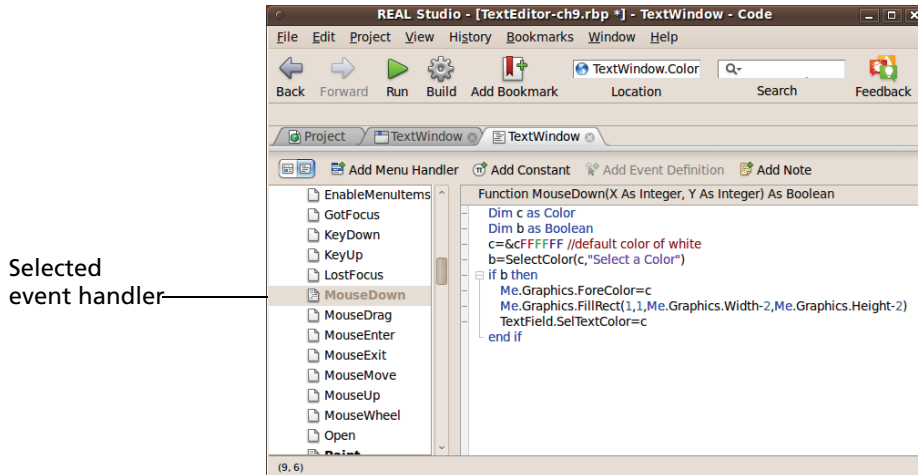 REAL Studio - [TextEditor-ch9.rbp *] - TextWindow - Code
File Edit Project View History Bookmarks Window Help
TextWindow.Color
Back Forward Run Build Add Bookmark Location Search Feedback
Project TextWindow TextWindow
Add Menu Handler Add Constant Add Event Definition Add Note
EnableMenuItems
GotFocus
KeyDown
KeyUp
LostFocus
MouseDown
MouseDrag
MouseEnter
MouseExit
MouseMove
MouseUp
MouseWheel
Open
Paint
Function MouseDown(X As Integer, Y As Integer) As Boolean
Dim c as Color
Dim b as Boolean
c=&cFFFFFF //default color of white
b=SelectColor(c,"Select a Color")
if b then
Me.Graphics.ForeColor=c
Me.Graphics.FillRect(1,1,Me.Graphics.Width-2,Me.Graphics.Height-2)
TextField.SelTextColor=c
end if
Selected
event handler
(9, 6)